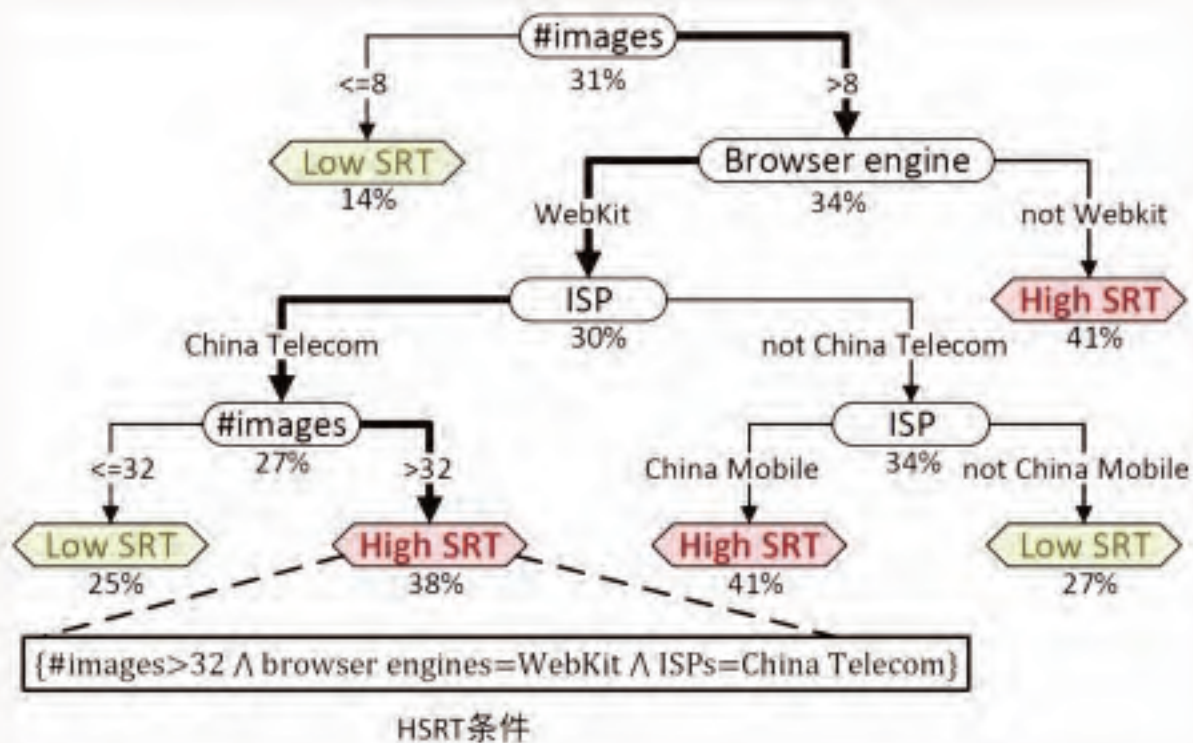 #images
31%
<=8
>8
Low SRT
14%
Browser engine
34%
WebKit
not Webkit
ISP
30%
High SRT
41%
China Telecom
not China Telecom
#images
27%
ISP
34%
<=32
>32
China Mobile
not China Mobile
Low SRT
25%
High SRT
38%
High SRT
41%
Low SRT
27%
{#images>32 ∧ browser engines=WebKit ∧ ISPs=China Telecom}
HSRT条件